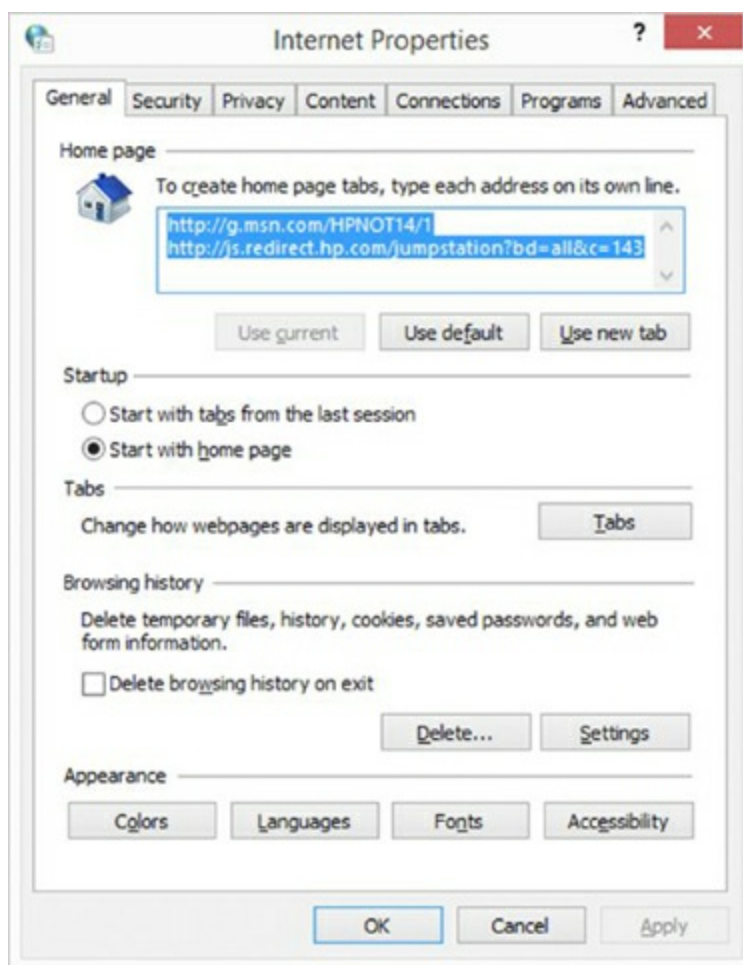 Internet Properties
?
General Security Privacy Content Connections Programs Advanced
Home page
To create home page tabs, type each address on its own line.
http://g.msn.com/HPNOT14/1
http://js.redirect.hp.com/jumpstation?bd=all&c=143
Use current Use default Use new tab
Startup
Start with tabs from the last session
Start with home page
Tabs
Change how webpages are displayed in tabs. Tabs
Browsing history
Delete temporary files, history, cookies, saved passwords, and web
form information.
Delete browsing history on exit
Delete... Settings
Appearance
Colors Languages Fonts Accessibility
OK Cancel Apply